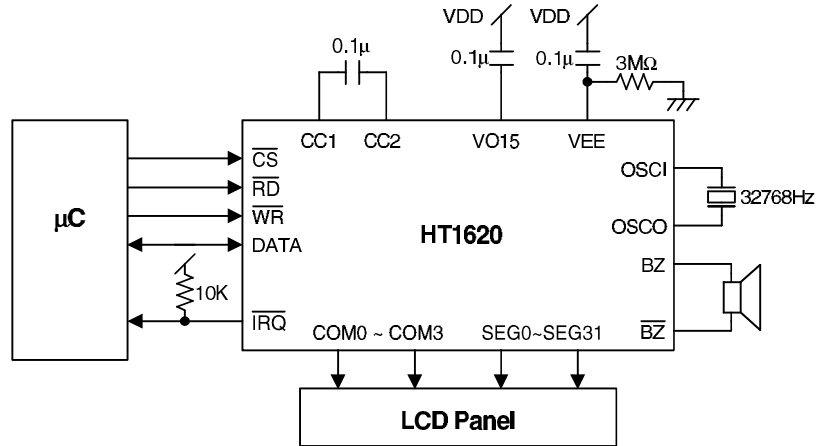 VDD
VDD
0.1μ
0.1μ
0.1μ
3MΩ
CC1
CC2
VO15
VEE
μC
CS
RD
WR
DATA
10K
IRQ
HT1620
OSCI
OSCO
32768Hz
BZ
BZ
COM0 ~ COM3
SEG0~SEG31
LCD Panel